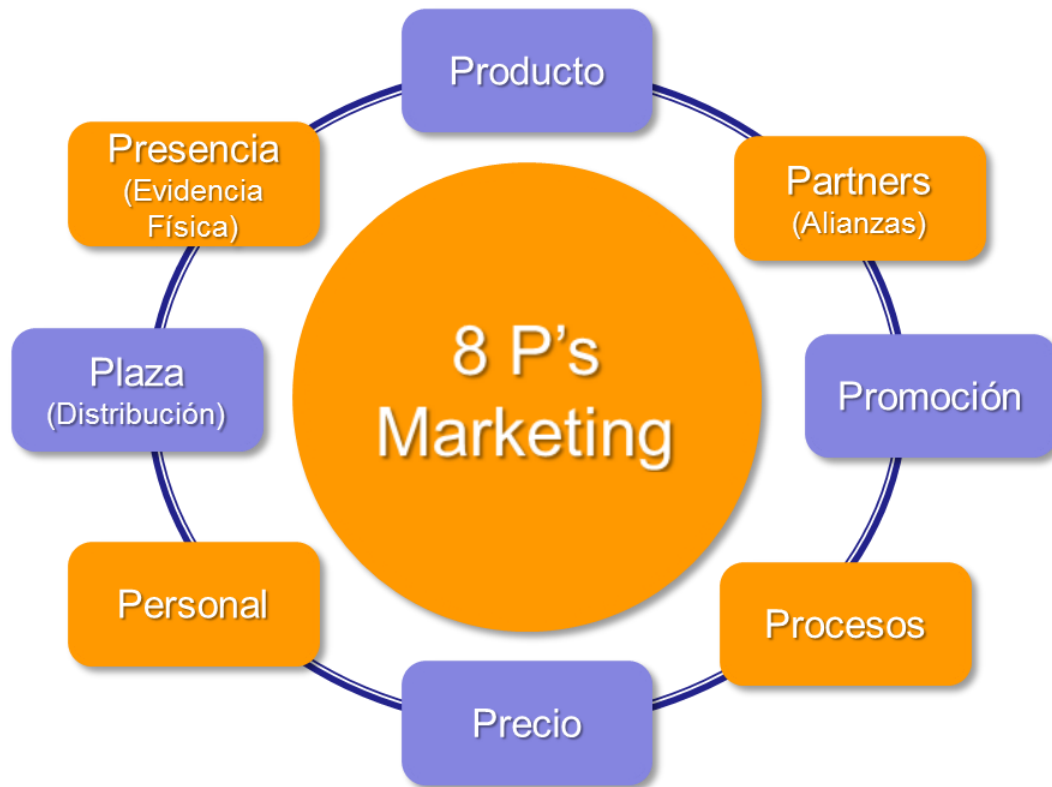 Producto
Presencia
(Evidencia
Física)
Partners
(Alianzas)
8 P’s
Marketing
Plaza
(Distribución)
Promoción
Personal
Procesos
Precio